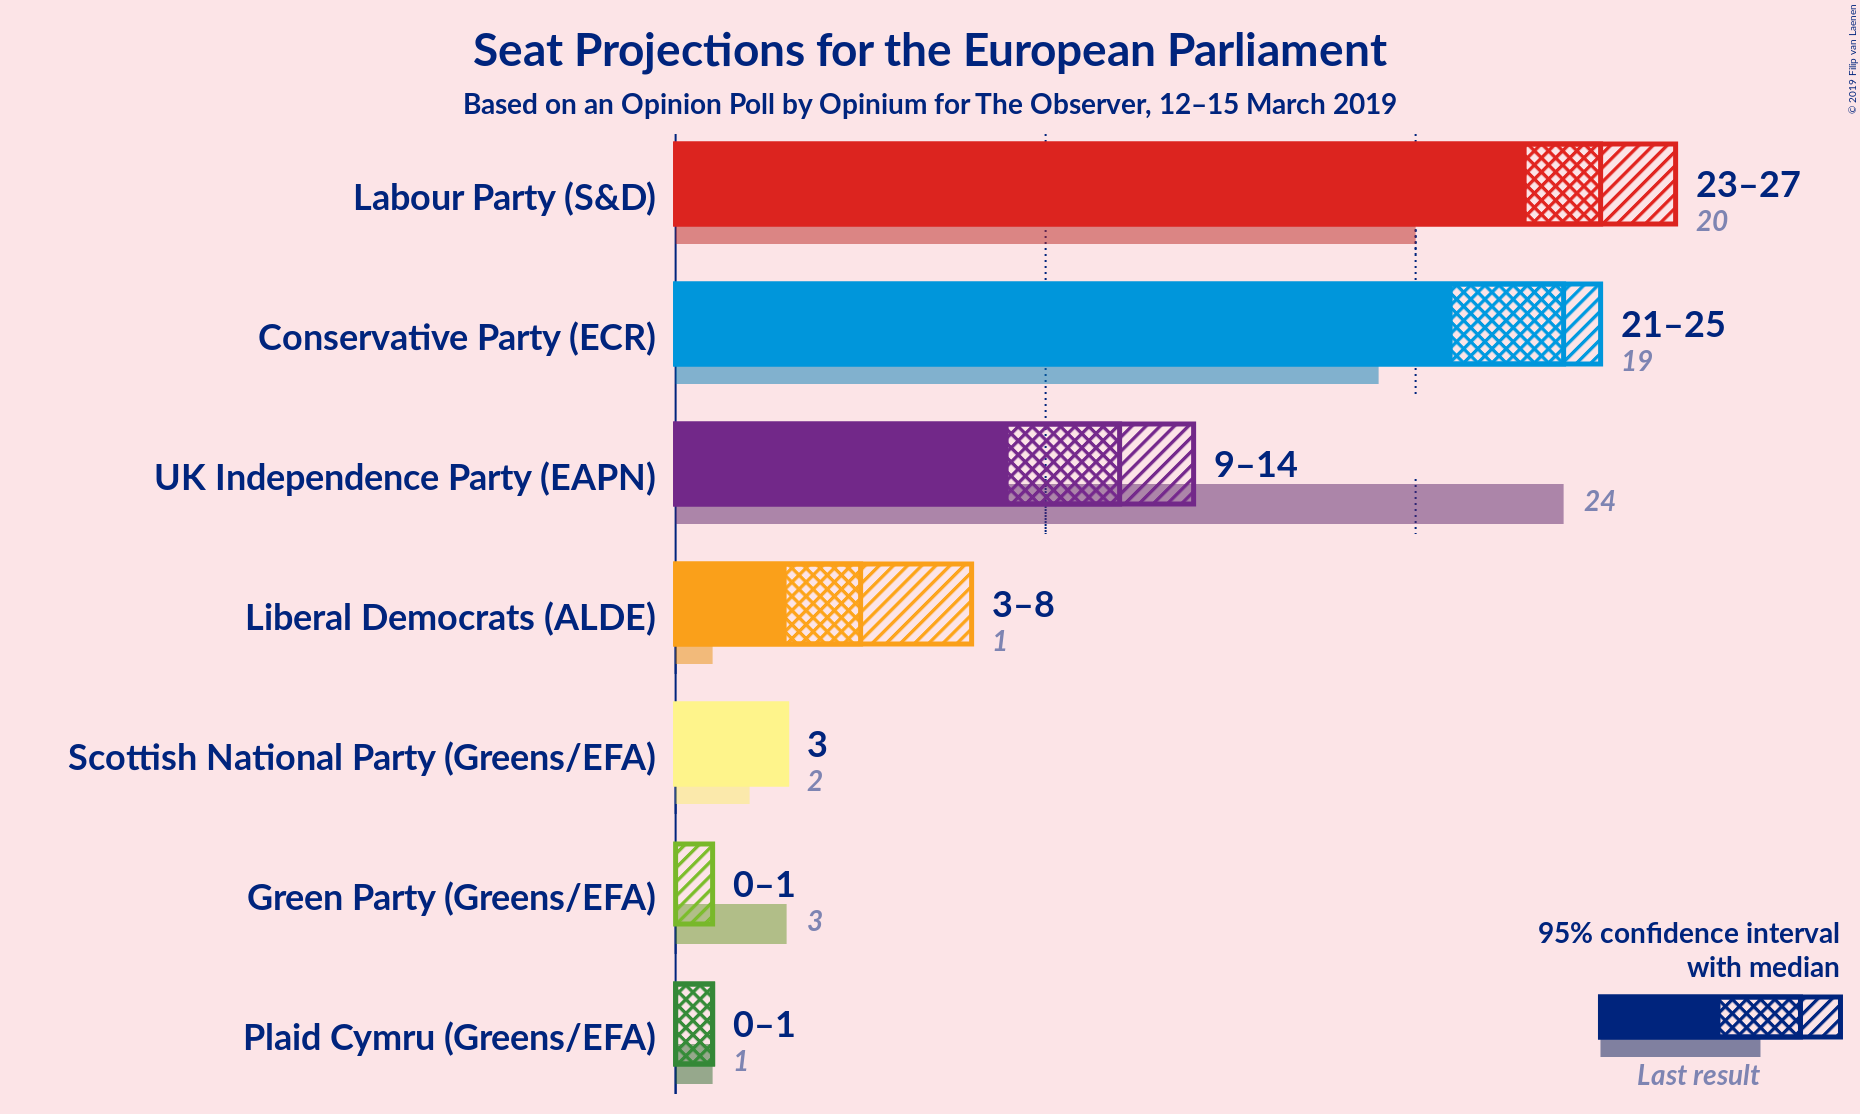 Seat Projections for the European Parliament
Based on an Opinion Poll by Opinium for The Observer, 12–15 March 2019
© 2019 Filip van Laenen
Labour Party (S&D)
23–27
20
Conservative Party (ECR)
21–25
19
UK Independence Party (EAPN)
9–14
24
Liberal Democrats (ALDE)
3–8
1
Scottish National Party (Greens/EFA)
3
2
Green Party (Greens/EFA)
0–1
3
Plaid Cymru (Greens/EFA)
0–1
1
95% confidence interval
with median
Last result